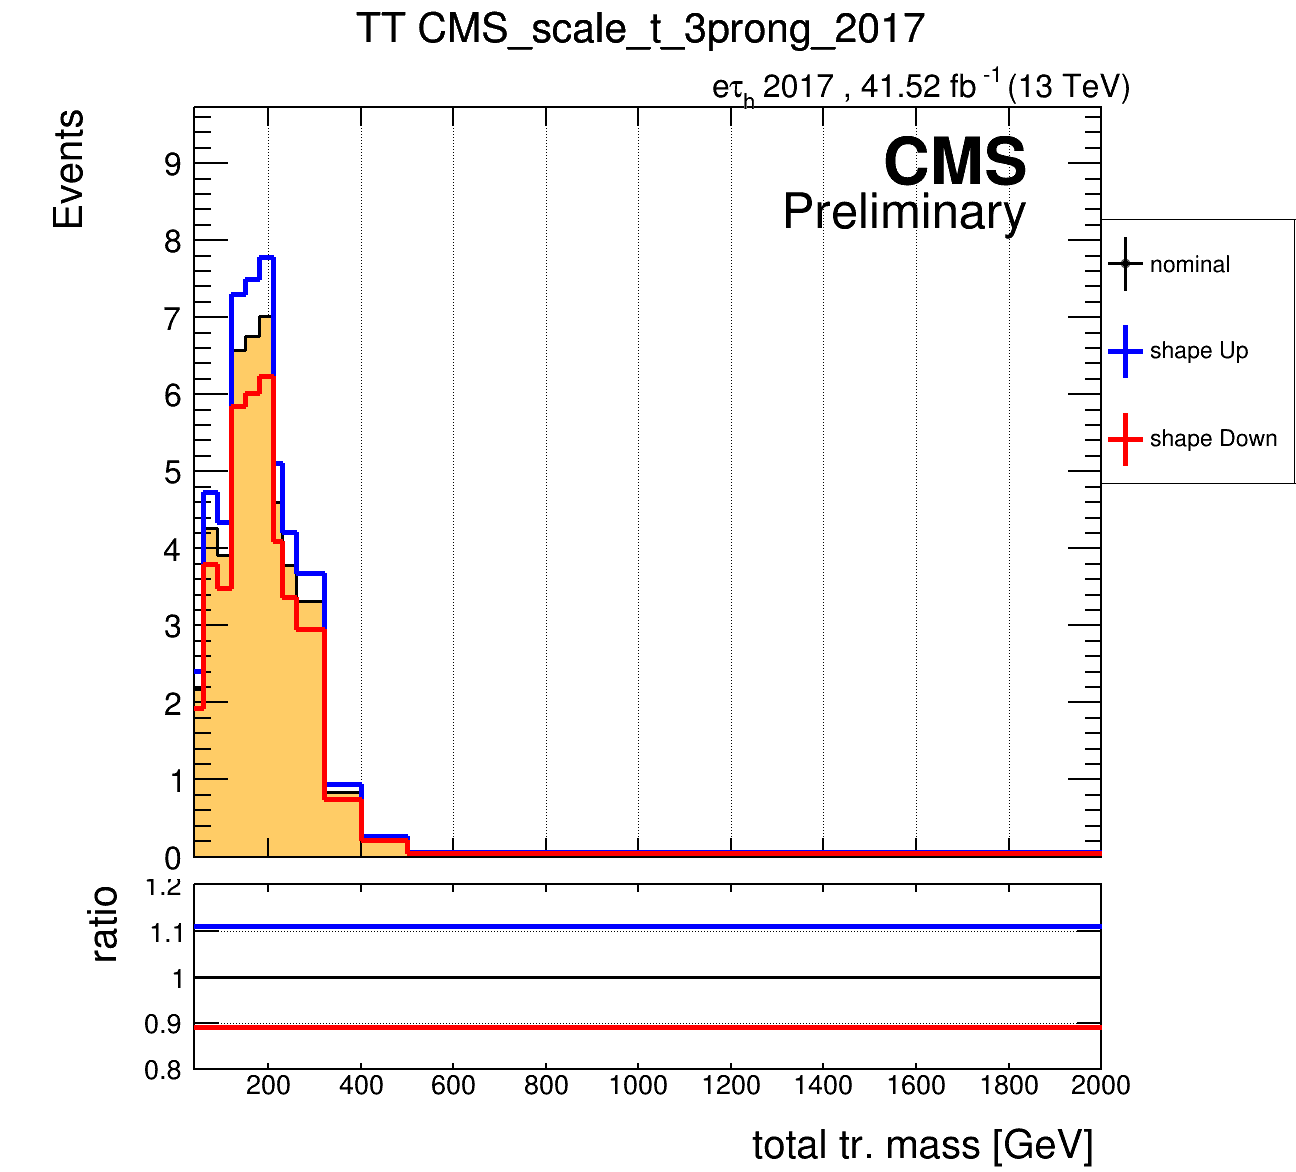 TT CMS_scale_t_3prong_2017
eτh 2017 , 41.52 fb -1 (13 TeV)
Events
CMS
Preliminary
9
8
7
6
5
4
3
2
1
0
nominal
shape Up
shape Down
ratio
1.2
1.1
1
0.9
0.8
200 400 600 800 1000 1200 1400 1600 1800 2000
total tr. mass [GeV]